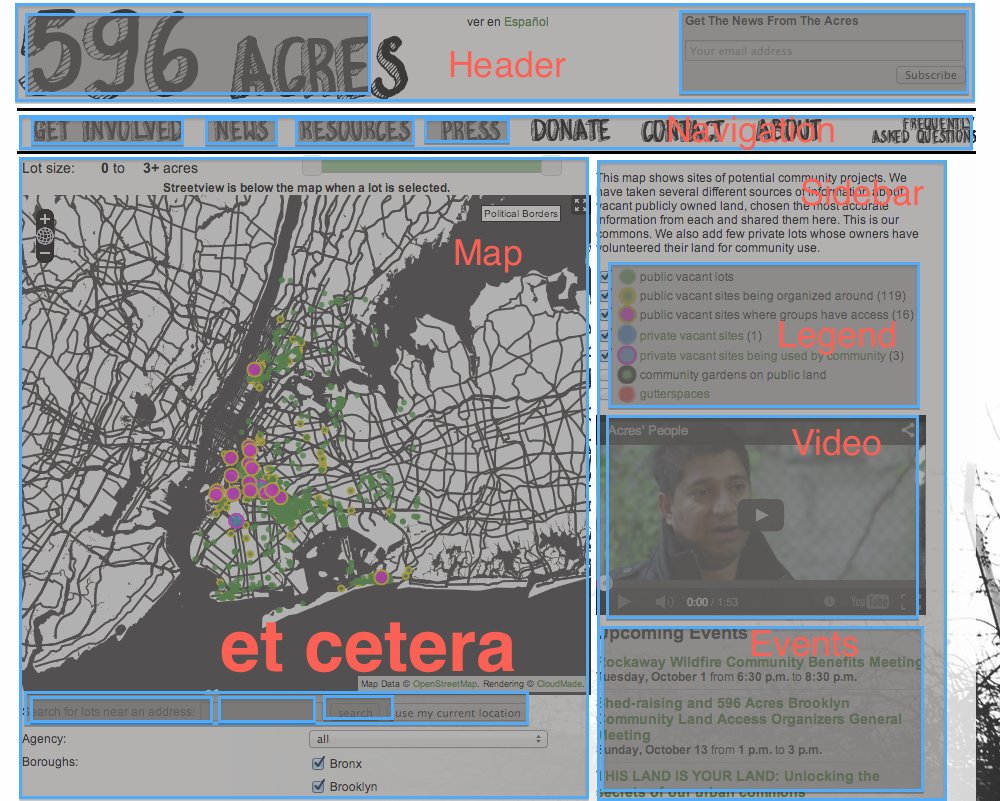 596 ACRES
ver en Español
Header
Get The News From The Acres
Your email address
Subscribe
GET INVOLVED NEWS RESOURCES PRESS DONATE CONTACT ABOUT FREQUENTLY ASKED QUESTIONS
Navigation
Lot size: 0 to 3+ acres
Streetview is below the map when a lot is selected.
Political Borders
Map
et cetera
Map Data © OpenStreetMap. Rendering © CloudMade.
Search for lots near an address:
search
use my current location
Agency:
all
Boroughs:
Bronx
Brooklyn
Sidebar
This map shows sites of potential community projects. We
have taken several different sources of information about
vacant publicly owned land, chosen the most accurate
information from each and shared them here. This is our
commons. We also add few private lots whose owners have
volunteered their land for community use.
Legend
public vacant lots
public vacant sites being organized around (119)
public vacant sites where groups have access (16)
private vacant sites (1)
private vacant sites being used by community (3)
community gardens on public land
gutterspaces
Acres' People
Video
0:00 / 1:53
YouTube
Upcoming Events
Events
Rockaway Wildfire Community Benefits Meeting
Tuesday, October 1 from 6:30 p.m. to 8:30 p.m.
Shed-raising and 596 Acres Brooklyn
Community Land Access Organizers General
Meeting
Sunday, October 13 from 1 p.m. to 3 p.m.
THIS LAND IS YOUR LAND: Unlocking the
secrets of our urban commons